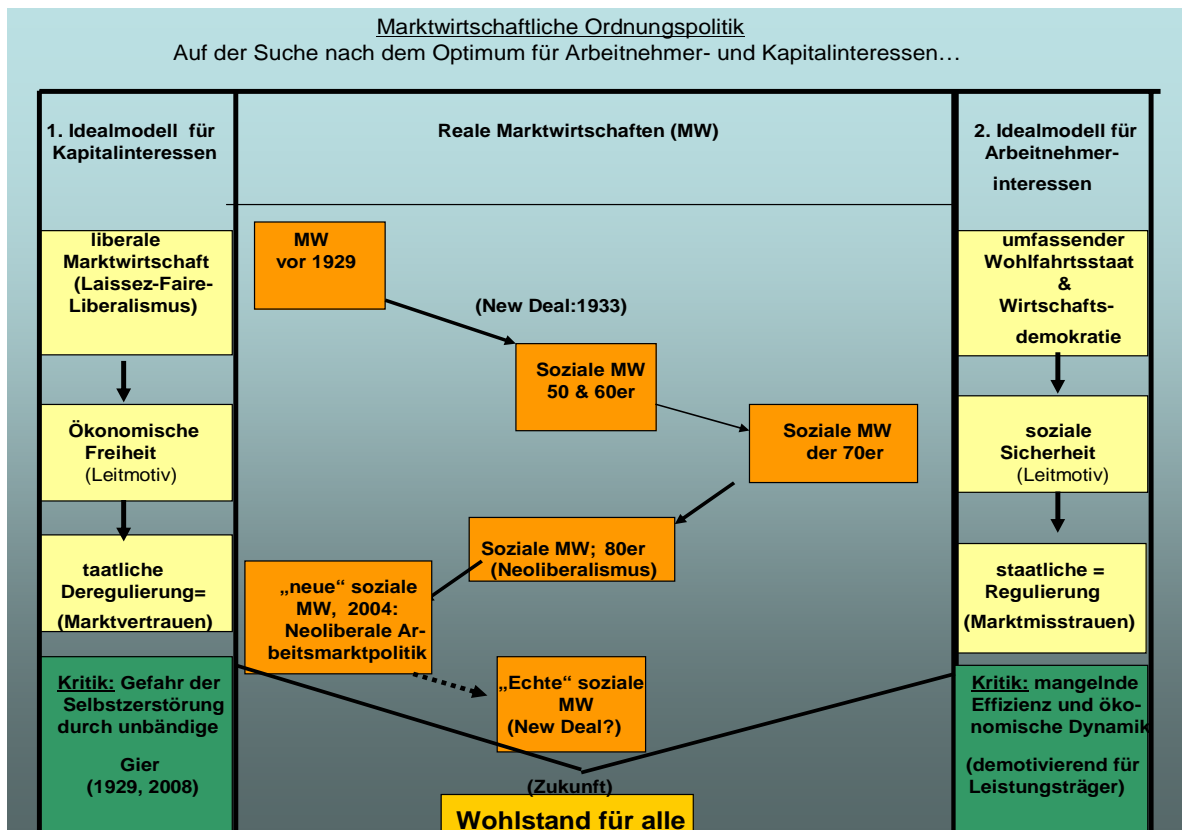 Marktwirtschaftliche Ordnungspolitik
Auf der Suche nach dem Optimum für Arbeitnehmer- und Kapitalinteressen…
1. Idealmodell für
Kapitalinteressen
Reale Marktwirtschaften (MW)
2. Idealmodell für
Arbeitnehmer-
interessen
liberale
Marktwirtschaft
(Laissez-Faire-
Liberalismus)
MW
vor 1929
(New Deal:1933)
umfassender
Wohlfahrtsstaat
&
Wirtschafts-
demokratie
Soziale MW
50 & 60er
Ökonomische
Freiheit
(Leitmotiv)
Soziale MW
der 70er
soziale
Sicherheit
(Leitmotiv)
taatliche
Deregulierung=
(Marktvertrauen)
Soziale MW; 80er
(Neoliberalismus)
„neue“ soziale
MW, 2004:
Neoliberale Ar-
beitsmarktpolitik
staatliche =
Regulierung
(Marktmisstrauen)
Kritik: Gefahr der
Selbstzerstörung
durch unbändige
Gier
(1929, 2008)
„Echte“ soziale
MW
(New Deal?)
Kritik: mangelnde
Effizienz und öko-
nomische Dynamik
(demotivierend für
Leistungsträger)
(Zukunft)
Wohlstand für alle